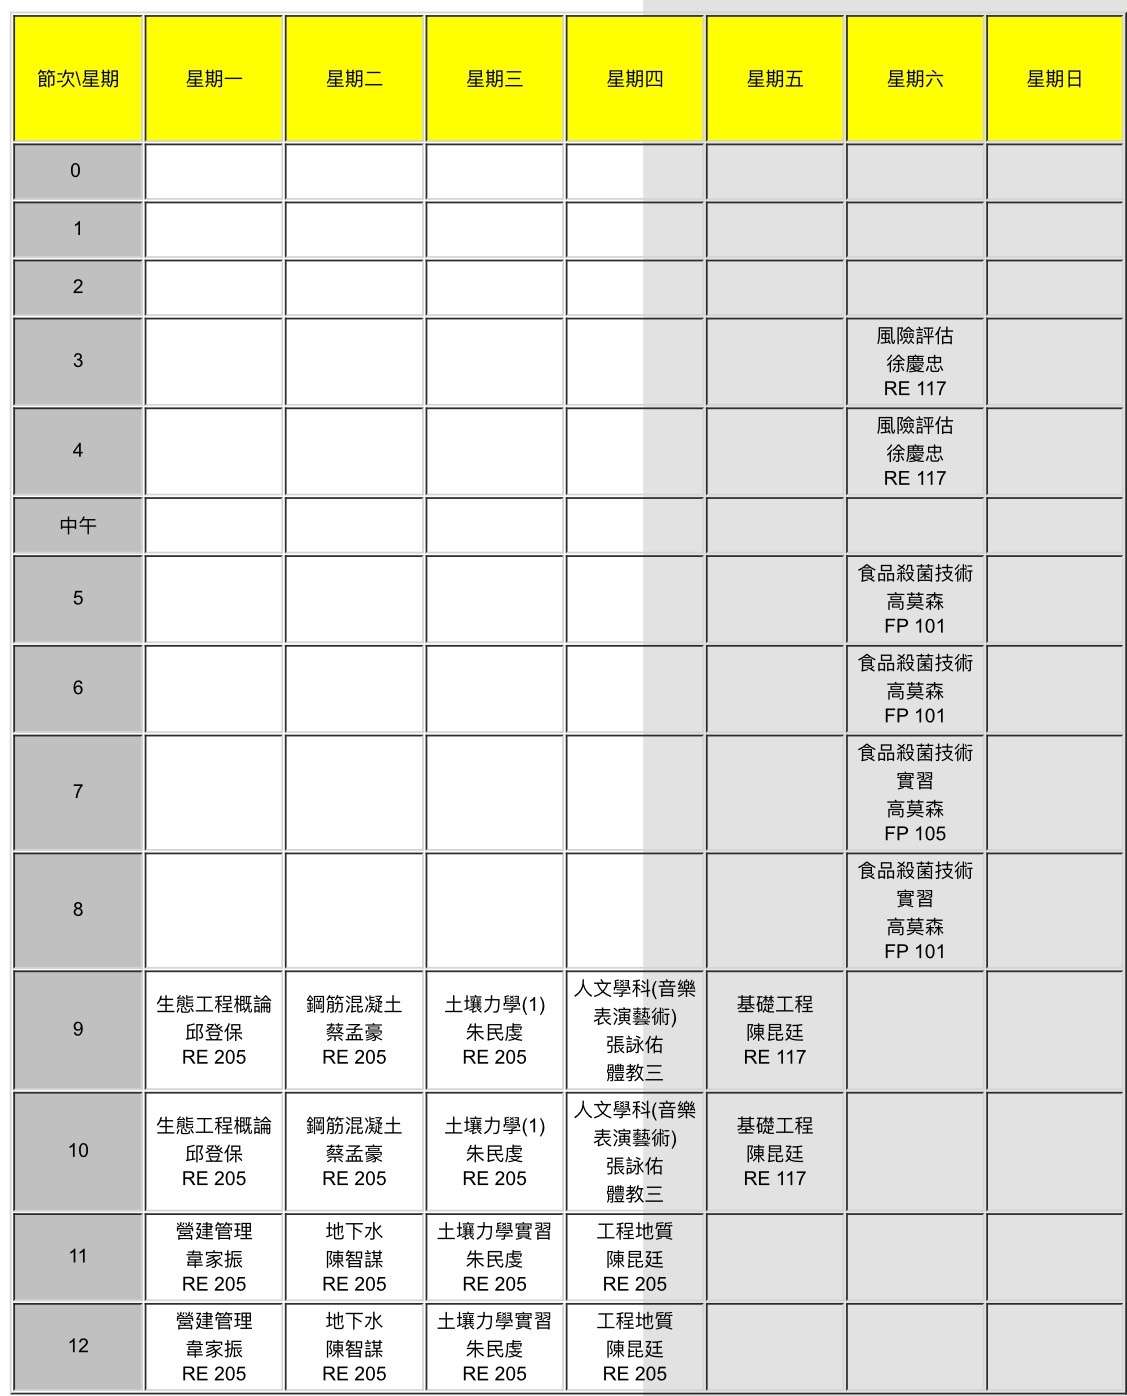 節次\星期 星期一 星期二 星期三 星期四 星期五 星期六 星期日
0
1
2
3
風險評估
徐慶忠
RE 117
4
風險評估
徐慶忠
RE 117
中午
5
食品殺菌技術
高莫森
FP 101
6
食品殺菌技術
高莫森
FP 101
7
食品殺菌技術
實習
高莫森
FP 105
8
食品殺菌技術
實習
高莫森
FP 101
9
生態工程概論
邱登保
RE 205
鋼筋混凝土
蔡孟豪
RE 205
土壤力學(1)
朱民虔
RE 205
人文學科(音樂
表演藝術)
張詠佑
體教三
基礎工程
陳昆廷
RE 117
10
生態工程概論
邱登保
RE 205
鋼筋混凝土
蔡孟豪
RE 205
土壤力學(1)
朱民虔
RE 205
人文學科(音樂
表演藝術)
張詠佑
體教三
基礎工程
陳昆廷
RE 117
11
營建管理
韋家振
RE 205
地下水
陳智謀
RE 205
土壤力學實習
朱民虔
RE 205
工程地質
陳昆廷
RE 205
12
營建管理
韋家振
RE 205
地下水
陳智謀
RE 205
土壤力學實習
朱民虔
RE 205
工程地質
陳昆廷
RE 205